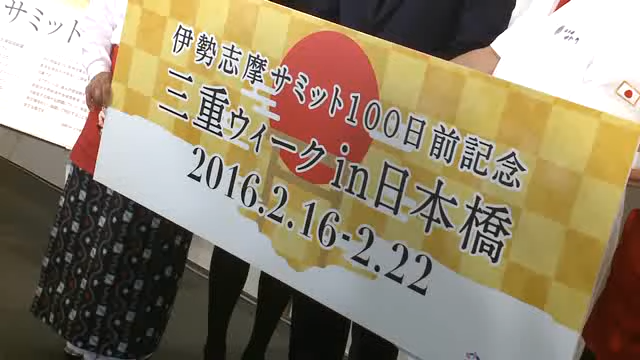 サミット
伊勢志摩サミット100日前記念
三重ウィークin日本橋
2016.2.16-2.22